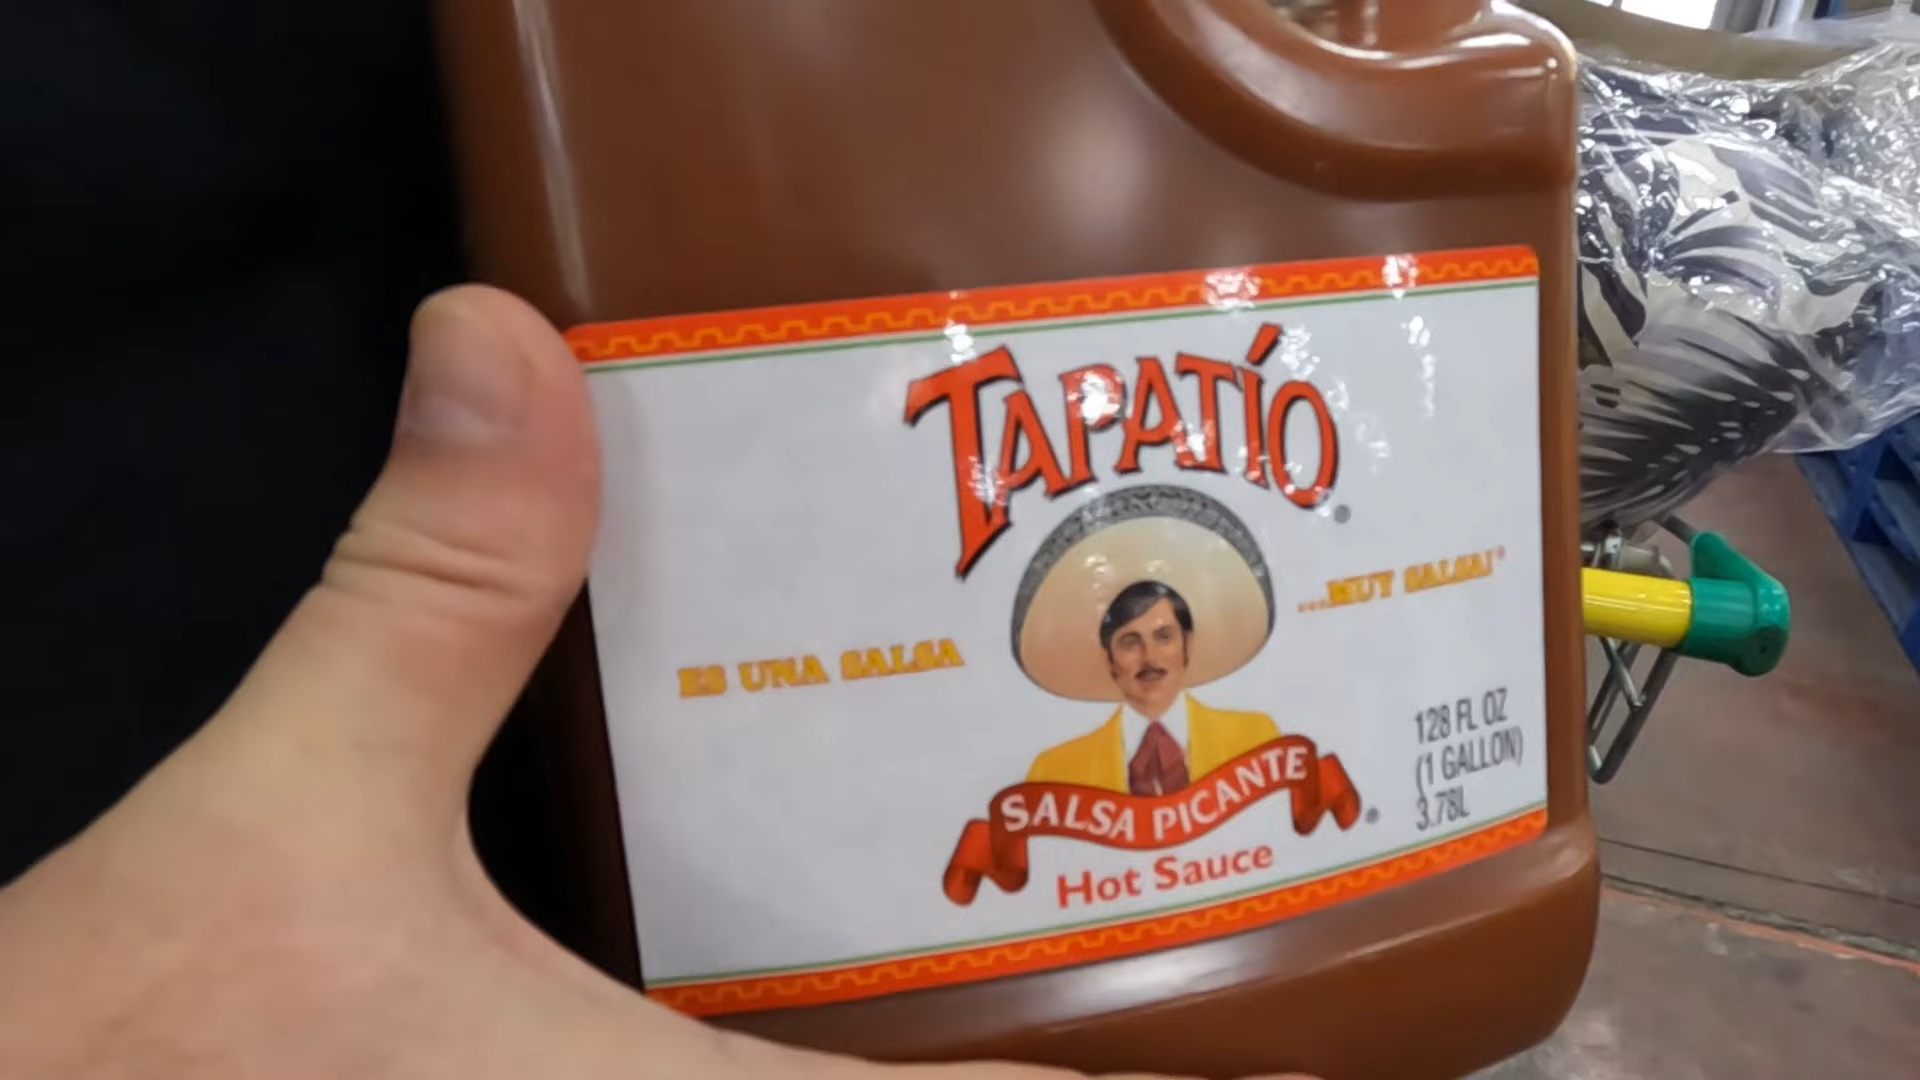 TAPATÍO®
ES UNA SALSA
...MUY SALSA!®
SALSA PICANTE®
Hot Sauce
128 FL OZ
(1 GALLON)
3.78L